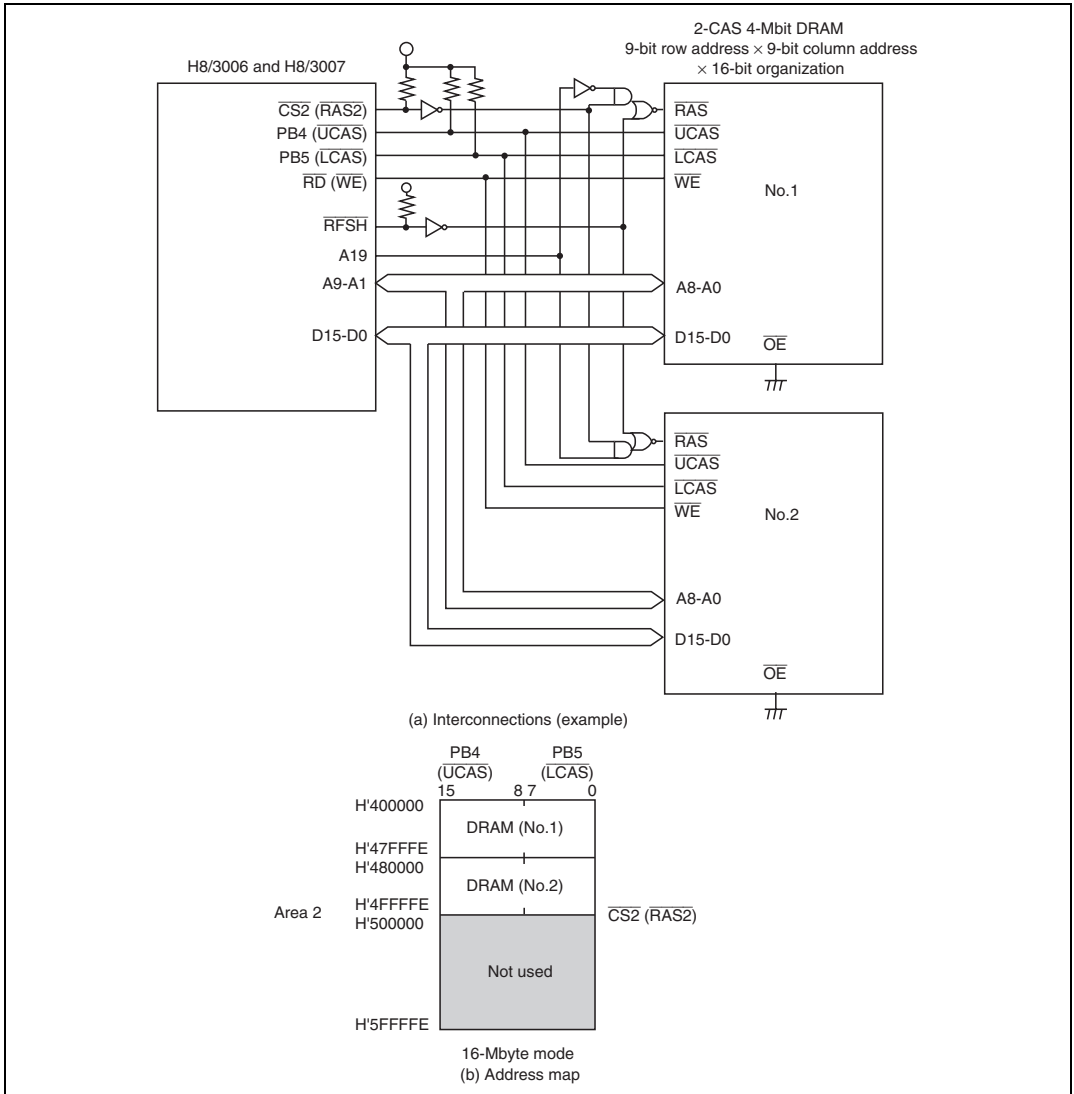 2-CAS 4-Mbit DRAM
9-bit row address × 9-bit column address
× 16-bit organization
H8/3006 and H8/3007
CS2 (RAS2)
PB4 (UCAS)
PB5 (LCAS)
RD (WE)
RFSH
A19
A9-A1
D15-D0
RAS
UCAS
LCAS
WE
No.1
A8-A0
D15-D0
OE
RAS
UCAS
LCAS
WE
No.2
A8-A0
D15-D0
OE
(a) Interconnections (example)
PB4 PB5
(UCAS) (LCAS)
15 8 7 0
H'400000
DRAM (No.1)
H'47FFFE
H'480000
DRAM (No.2)
H'4FFFFE
Area 2 CS2 (RAS2)
H'500000
Not used
H'5FFFFE
16-Mbyte mode
(b) Address map